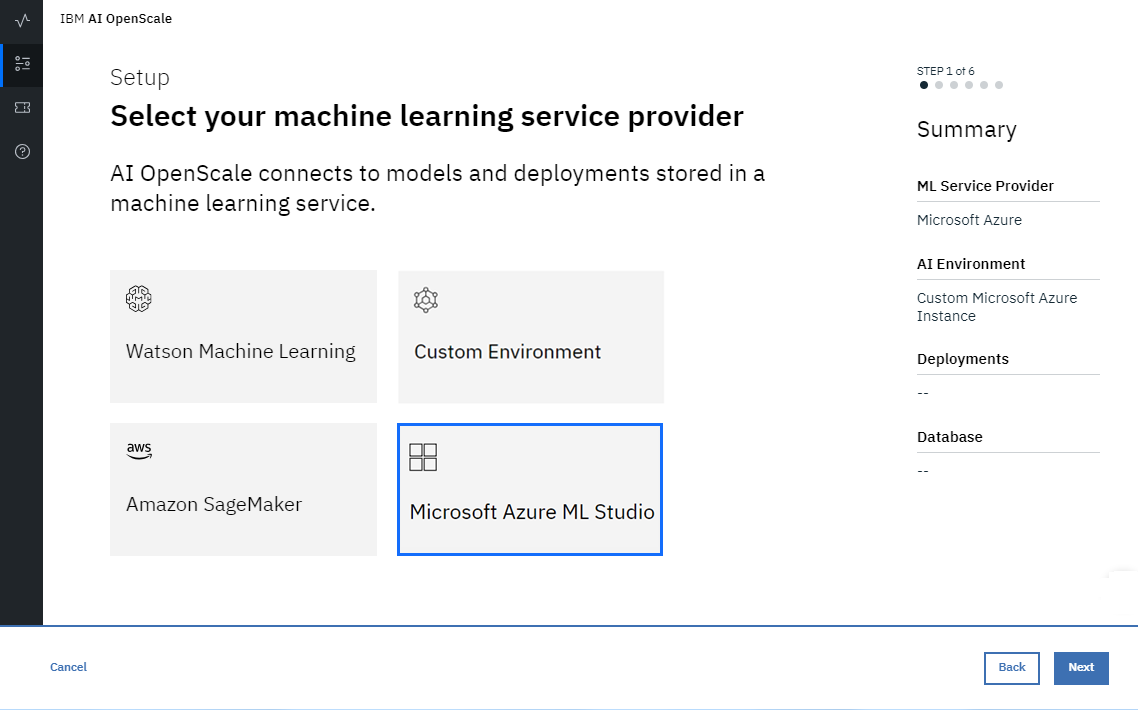 IBM AI OpenScale
Setup
Select your machine learning service provider
AI OpenScale connects to models and deployments stored in a
machine learning service.
Watson Machine Learning
Custom Environment
aws
Amazon SageMaker
Microsoft Azure ML Studio
STEP 1 of 6
Summary
ML Service Provider
Microsoft Azure
AI Environment
Custom Microsoft Azure
Instance
Deployments
--
Database
--
Cancel
Back
Next